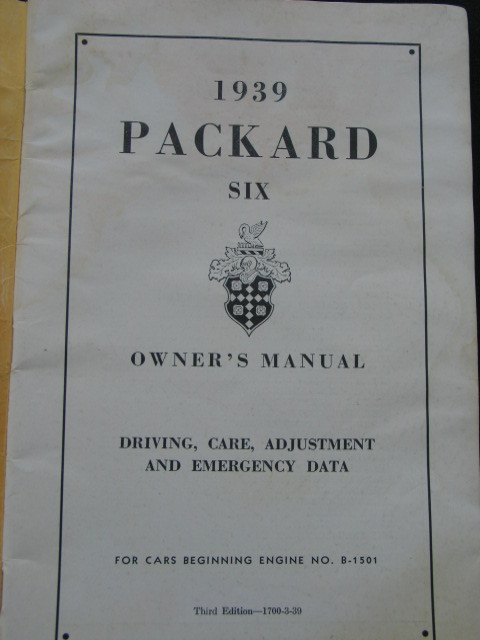 1939
PACKARD
SIX
OWNER'S MANUAL
DRIVING, CARE, ADJUSTMENT
AND EMERGENCY DATA
FOR CARS BEGINNING ENGINE NO. B-1501
Third Edition—1700-3-39